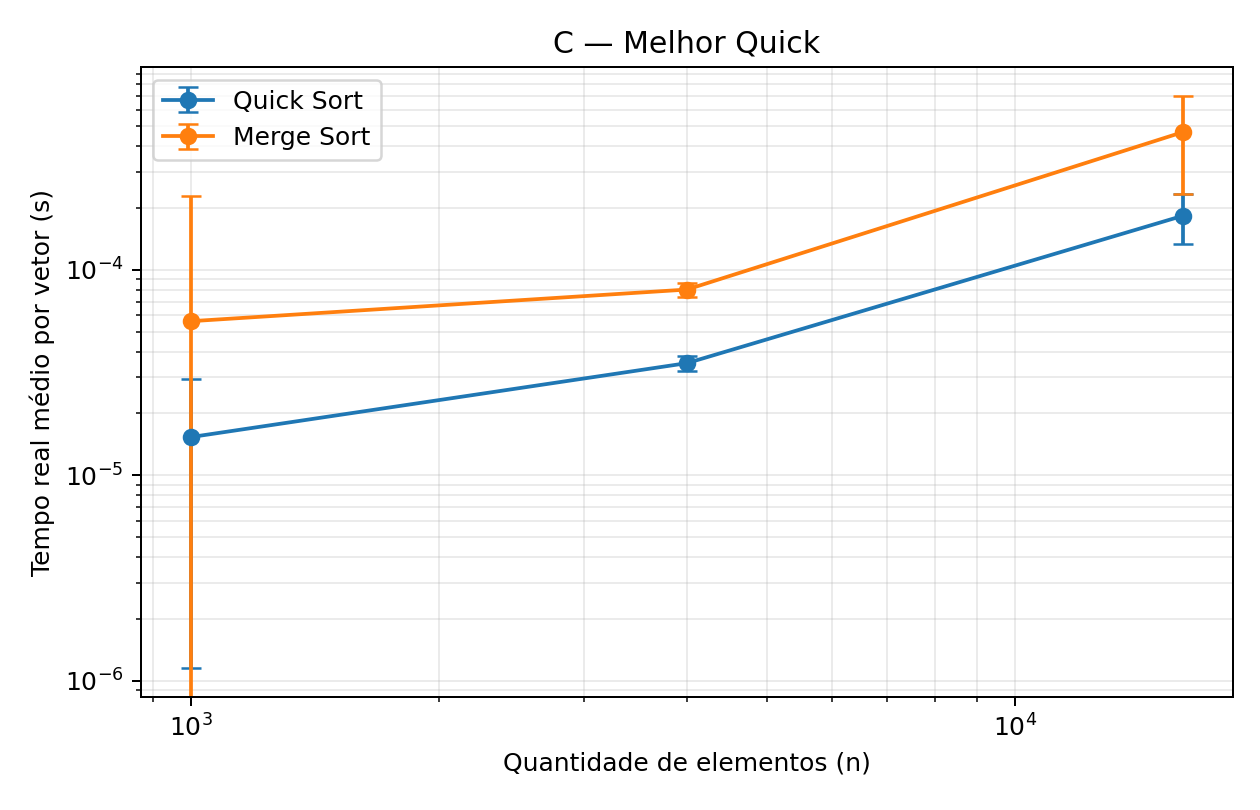 C — Melhor Quick
Quick Sort
Merge Sort
Tempo real médio por vetor (s)
10⁻⁴
10⁻⁵
10⁻⁶
10³
10⁴
Quantidade de elementos (n)